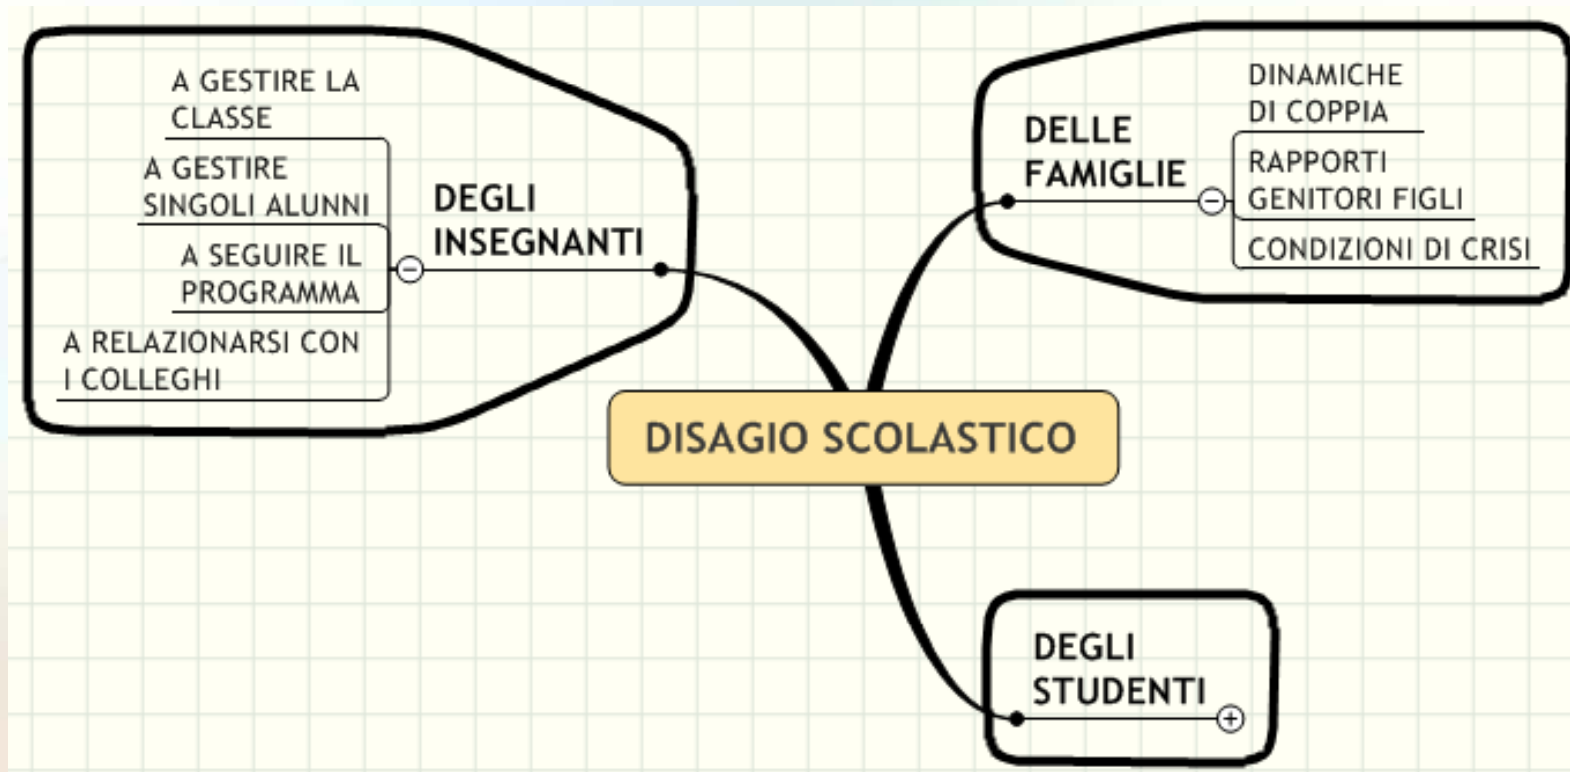 A GESTIRE LA
CLASSE
A GESTIRE
SINGOLI ALUNNI
A SEGUIRE IL
PROGRAMMA
A RELAZIONARSI CON
I COLLEGHI
DEGLI
INSEGNANTI
DELLE
FAMIGLIE
DINAMICHE
DI COPPIA
RAPPORTI
GENITORI FIGLI
CONDIZIONI DI CRISI
DISAGIO SCOLASTICO
DEGLI
STUDENTI